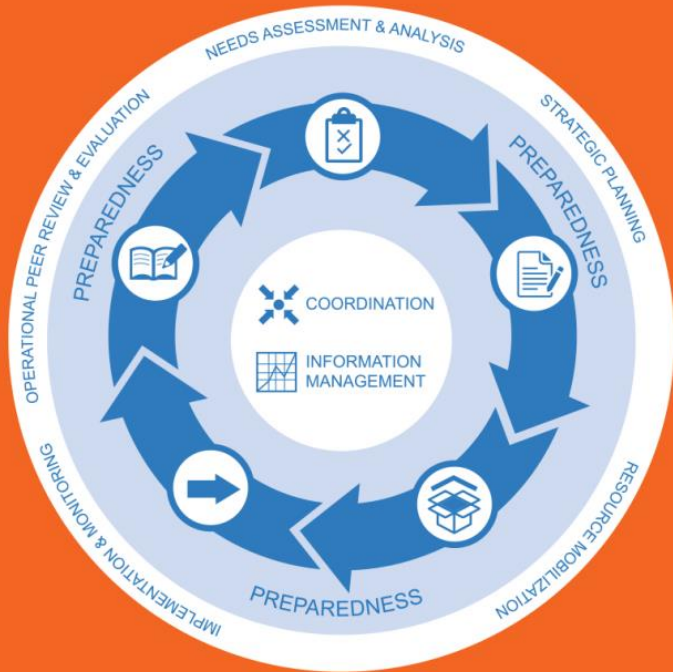 NEEDS ASSESSMENT & ANALYSIS
STRATEGIC PLANNING
RESOURCE MOBILIZATION
IMPLEMENTATION & MONITORING
OPERATIONAL PEER REVIEW & EVALUATION
PREPAREDNESS
PREPAREDNESS
PREPAREDNESS
COORDINATION
INFORMATION
MANAGEMENT